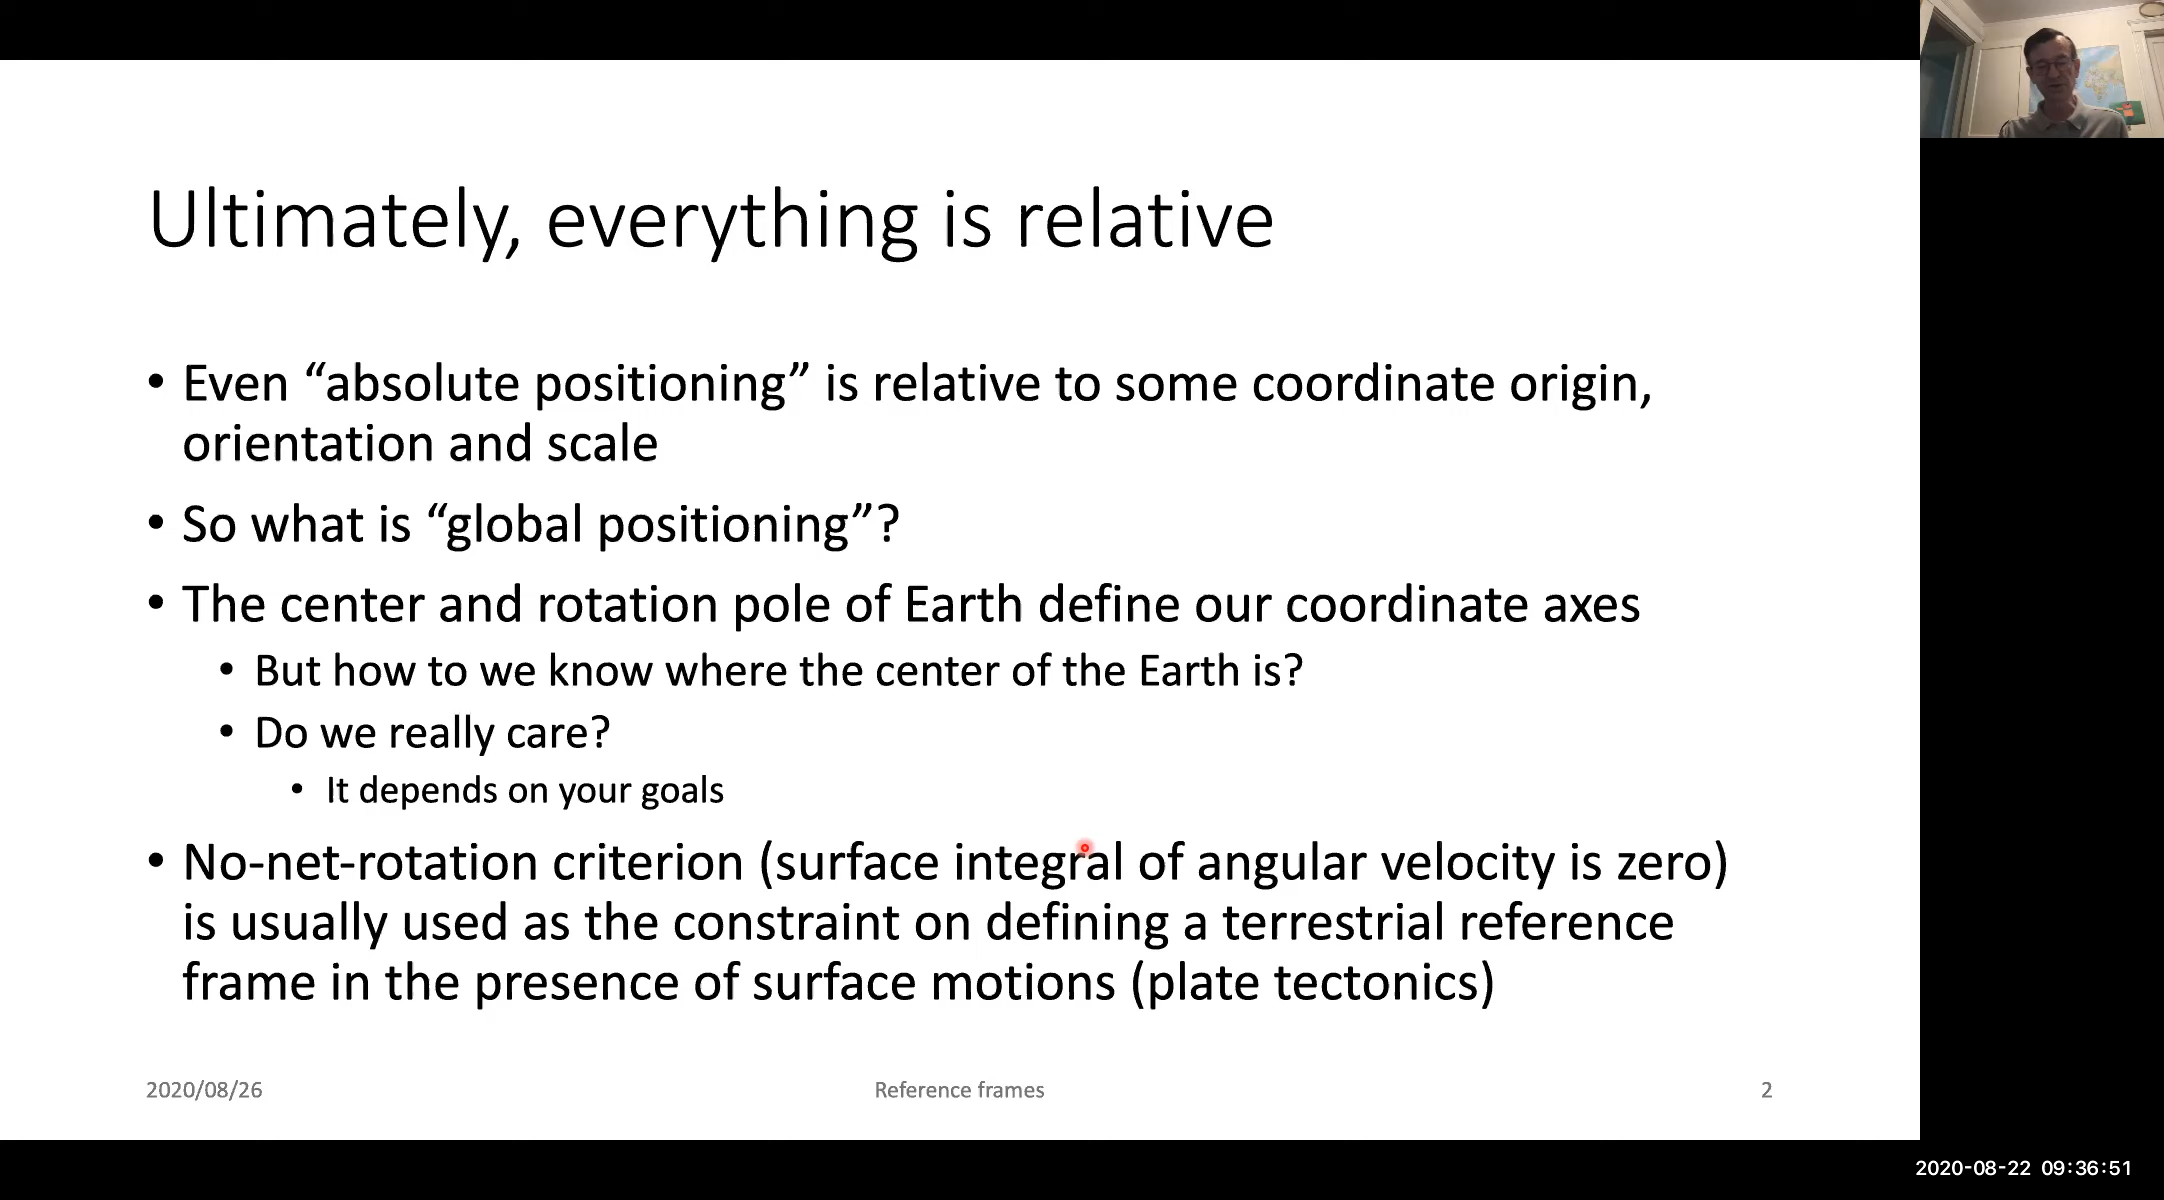 Ultimately, everything is relative
• Even “absolute positioning” is relative to some coordinate origin,
orientation and scale
• So what is “global positioning”?
• The center and rotation pole of Earth define our coordinate axes
• But how to we know where the center of the Earth is?
• Do we really care?
• It depends on your goals
• No-net-rotation criterion (surface integral of angular velocity is zero)
is usually used as the constraint on defining a terrestrial reference
frame in the presence of surface motions (plate tectonics)
2020/08/26 Reference frames 2
2020-08-22 09:36:51